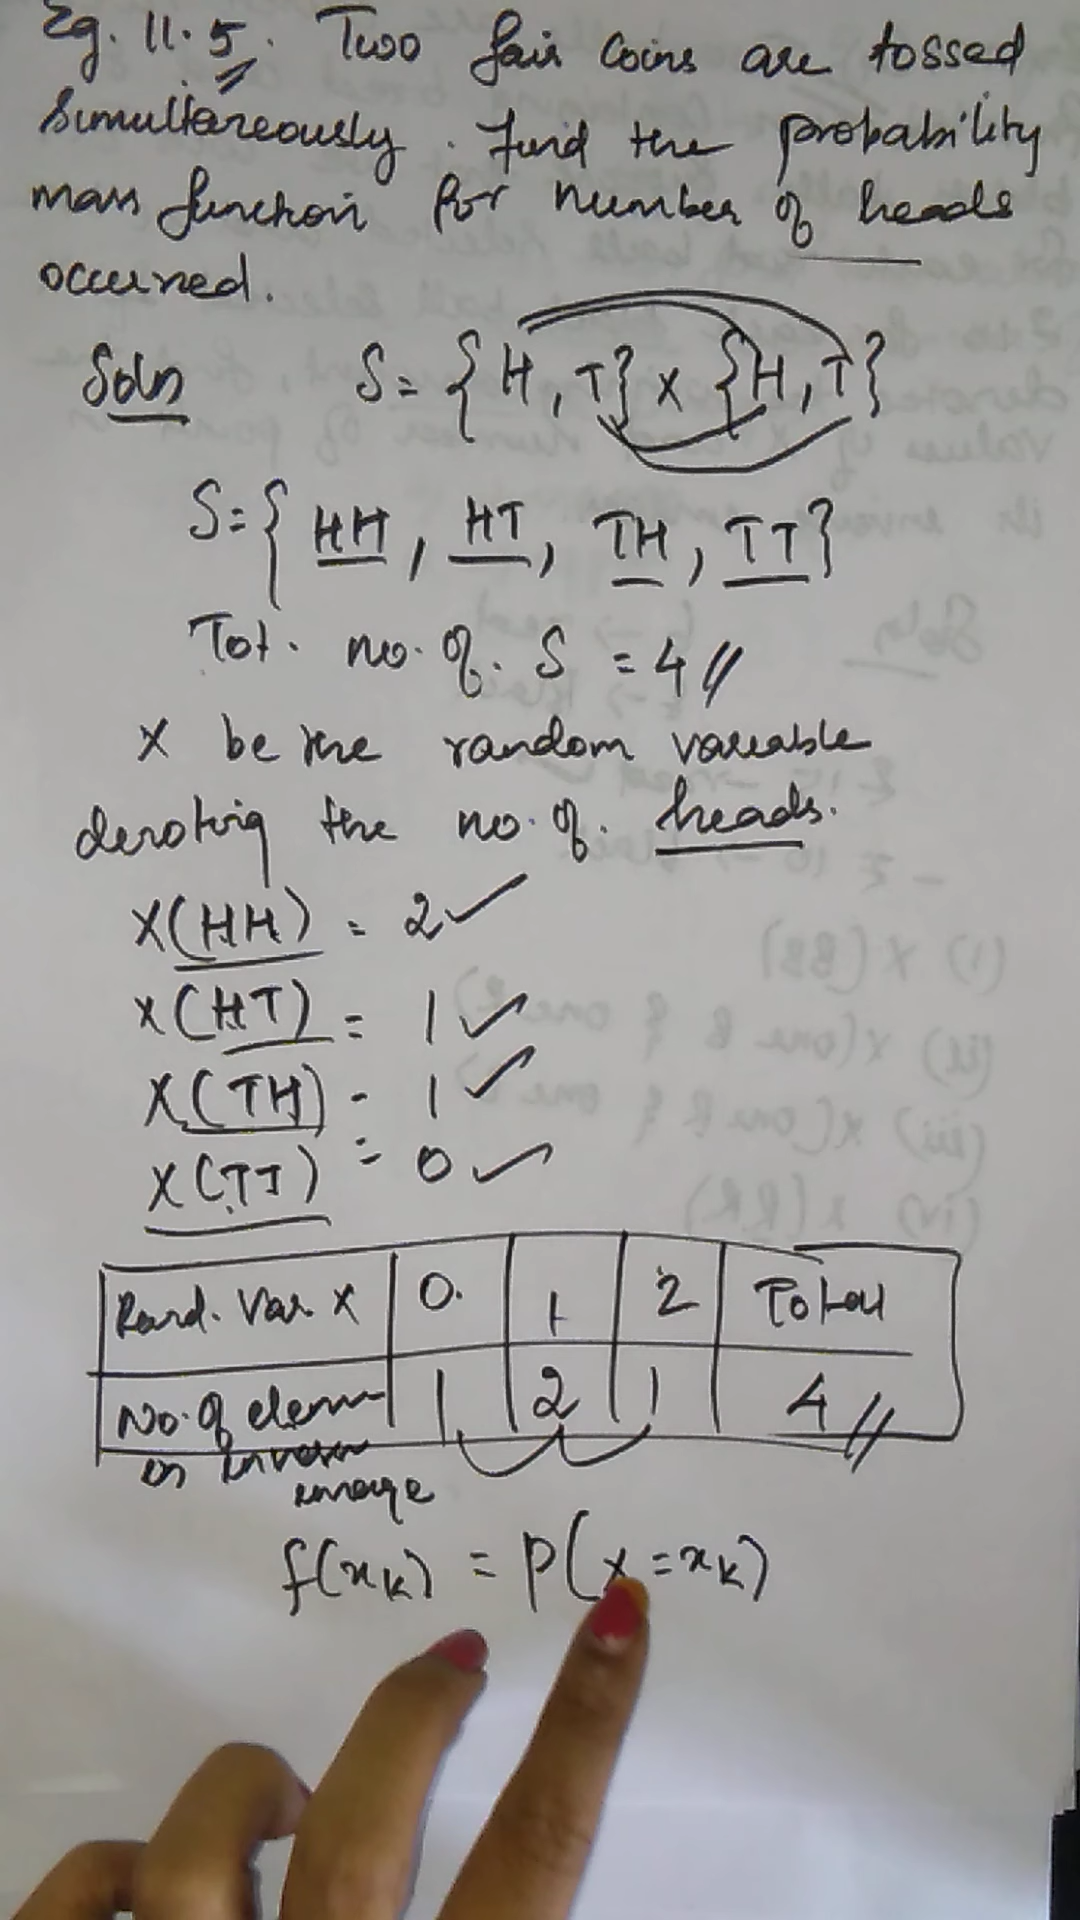 Eg. 11.5. Two fair coins are tossed
simultaneously. Find the probability
mass function for number of heads
occurred.
Soln S = {H, T} x {H, T}
S = { HH, HT, TH, TT}
Tot. no. of. S = 4 //
X be the random variable
denoting the no. of. heads.
X(HH) = 2 ✓
X(HT) = 1 ✓
X(TH) = 1 ✓
X(TT) = 0 ✓
Rand. Var X 0. 1 2 Total
No. of elem 1 2 1 4 //
in inverse
image
f(xk) = P(X = xk)